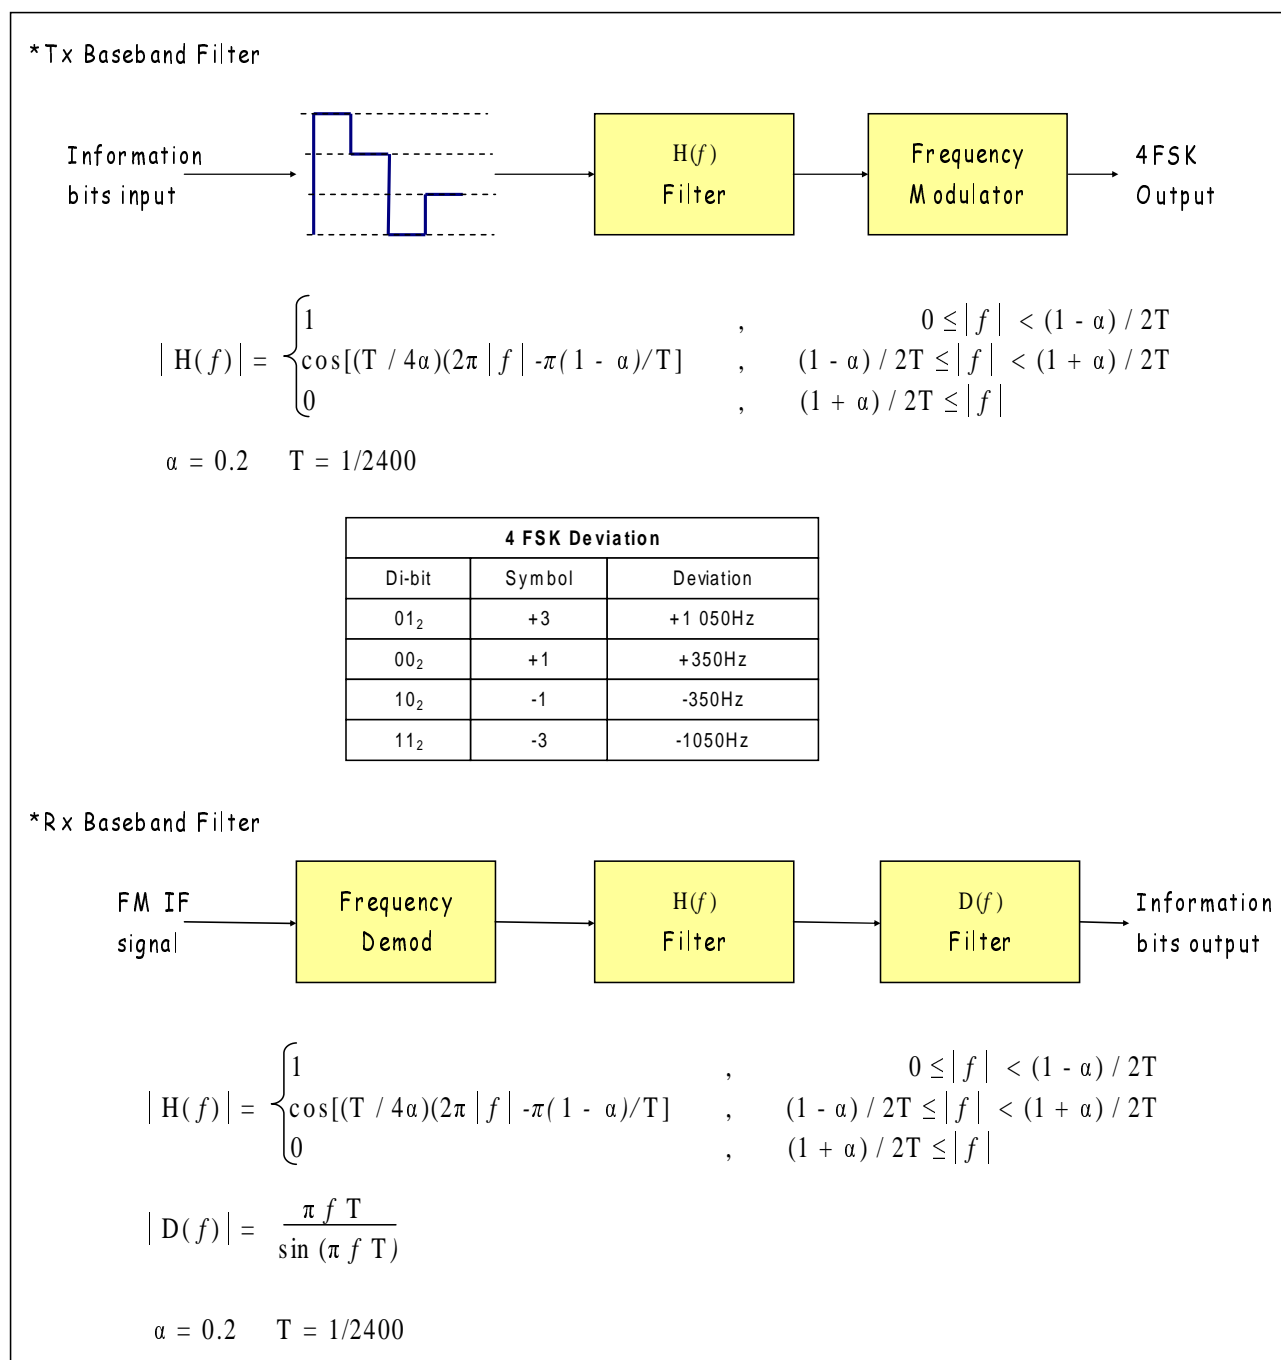 *Tx Baseband Filter
Information
bits input
H(f)
Filter
Frequency
Modulator
4FSK
Output
| H(f)| = {1 , 0 ≤ | f | < (1 - α) / 2T
cos[(T / 4α)(2π | f | -π(1 - α)/T] , (1 - α) / 2T ≤ | f | < (1 + α) / 2T
0 , (1 + α) / 2T ≤ | f |
α = 0.2 T = 1/2400
4 FSK Deviation
Di-bit Symbol Deviation
01₂ +3 +1 050Hz
00₂ +1 +350Hz
10₂ -1 -350Hz
11₂ -3 -1050Hz
*Rx Baseband Filter
FM IF
signal
Frequency
Demod
H(f)
Filter
D(f)
Filter
Information
bits output
| H(f)| = {1 , 0 ≤ | f | < (1 - α) / 2T
cos[(T / 4α)(2π | f | -π(1 - α)/T] , (1 - α) / 2T ≤ | f | < (1 + α) / 2T
0 , (1 + α) / 2T ≤ | f |
| D(f)| = π f T
sin (π f T)
α = 0.2 T = 1/2400